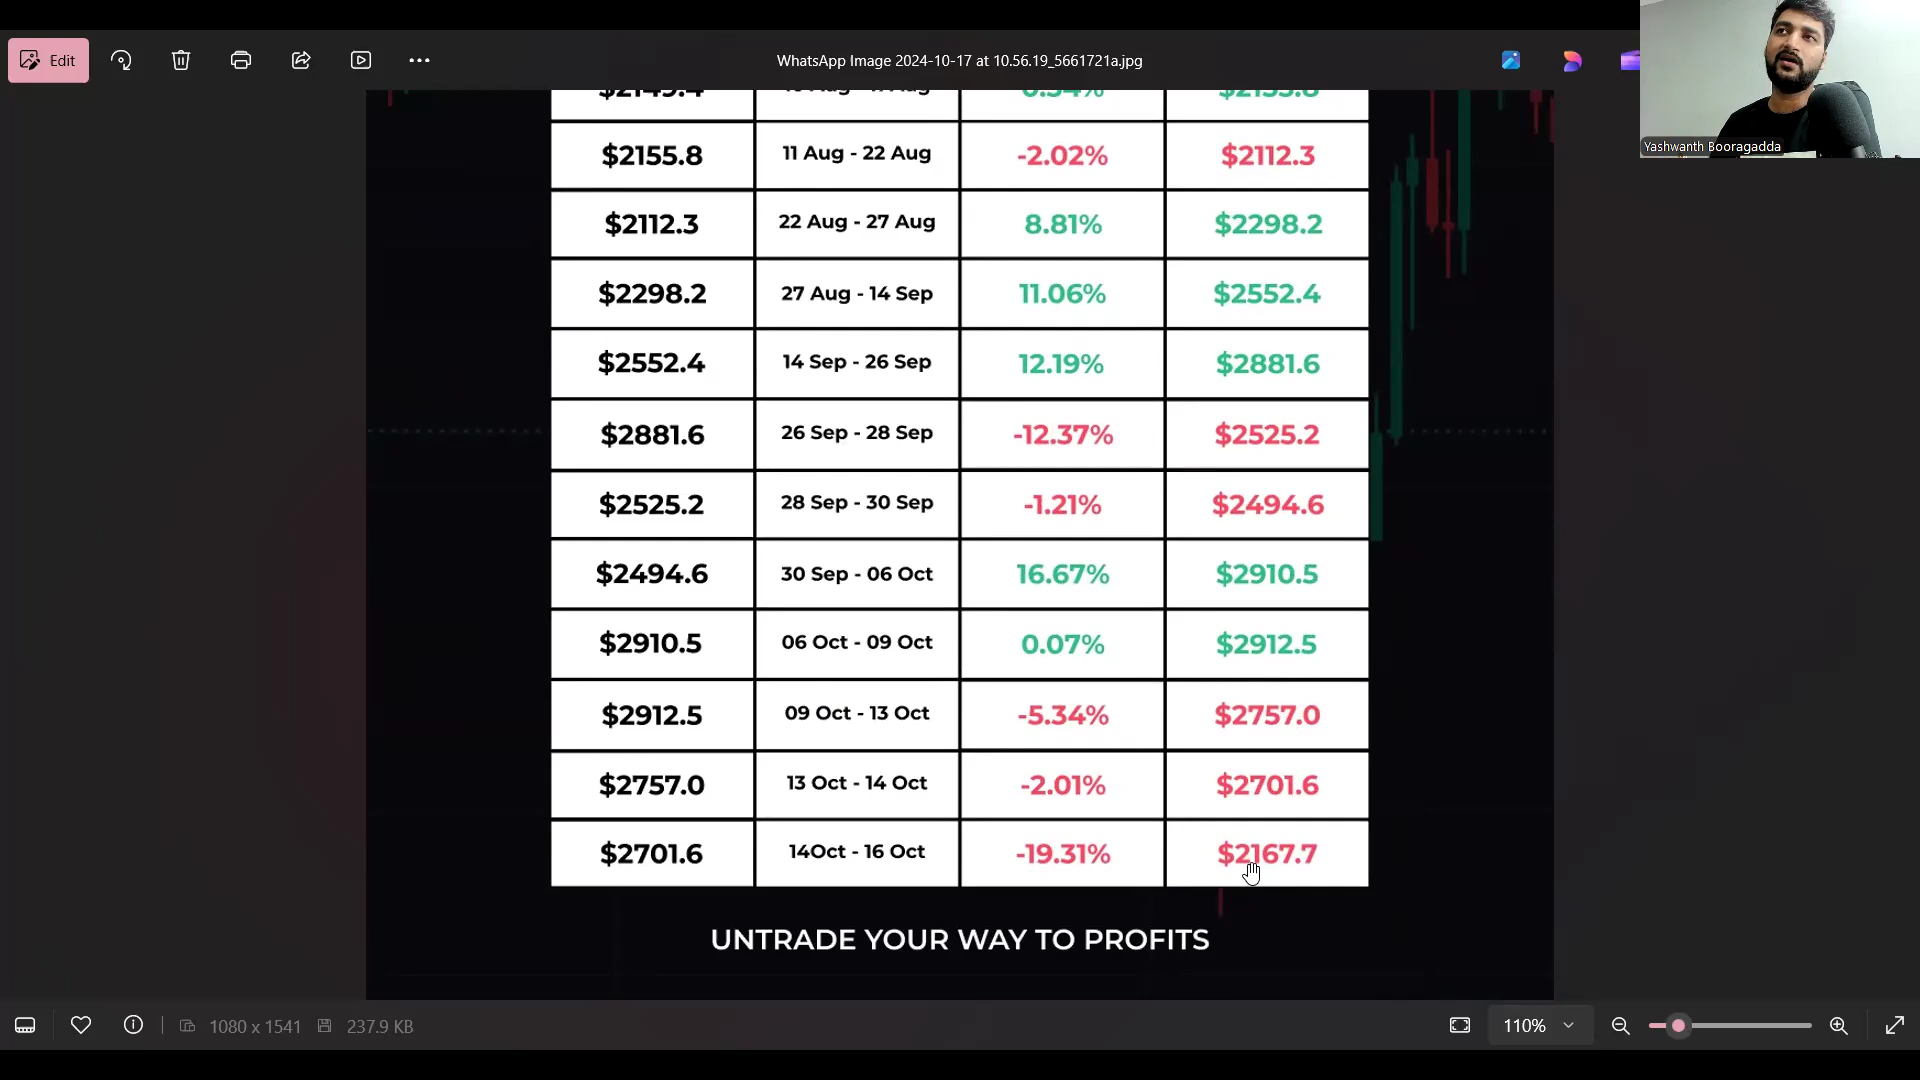 Edit
WhatsApp Image 2024-10-17 at 10.56.19_5661721a.jpg
Yashwanth Booragadda
$2155.8 11 Aug - 22 Aug -2.02% $2112.3
$2112.3 22 Aug - 27 Aug 8.81% $2298.2
$2298.2 27 Aug - 14 Sep 11.06% $2552.4
$2552.4 14 Sep - 26 Sep 12.19% $2881.6
$2881.6 26 Sep - 28 Sep -12.37% $2525.2
$2525.2 28 Sep - 30 Sep -1.21% $2494.6
$2494.6 30 Sep - 06 Oct 16.67% $2910.5
$2910.5 06 Oct - 09 Oct 0.07% $2912.5
$2912.5 09 Oct - 13 Oct -5.34% $2757.0
$2757.0 13 Oct - 14 Oct -2.01% $2701.6
$2701.6 14Oct - 16 Oct -19.31% $2167.7
UNTRADE YOUR WAY TO PROFITS
1080 x 1541 237.9 KB 110%